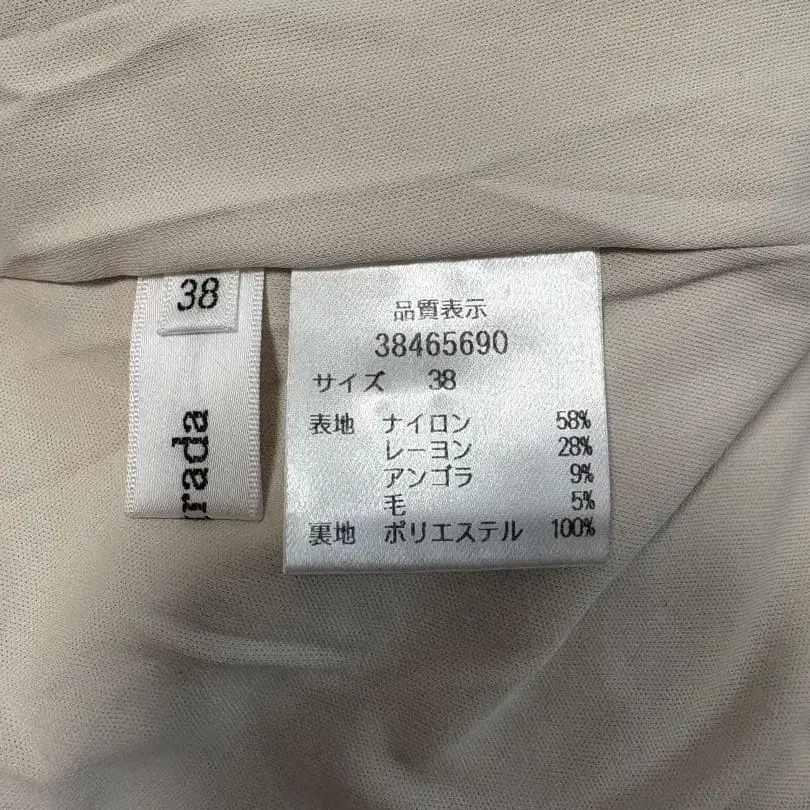 38
grada
品質表示
38465690
サイズ 38
表地 ナイロン 58%
レーヨン 28%
アンゴラ 9%
毛 5%
裏地 ポリエステル 100%